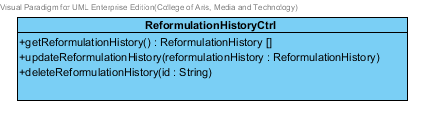 Visual Paradigm for UML Enterprise Edition(College of Arts, Media and Technology)
ReformulationHistoryCtrl
+getReformulationHistory() : ReformulationHistory []
+updateReformulationHistory(reformulationHistory : ReformulationHistory)
+deleteReformulationHistory(id : String)